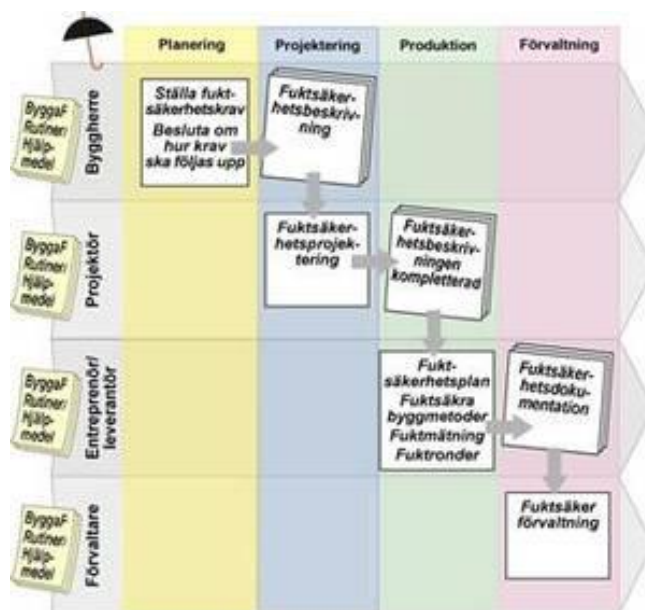 Planering
Projektering
Produktion
Förvaltning
ByggaF
Rutiner/
Hjälp-
medel
Byggherre
Ställa fukt-
säkerhetskrav
Besluta om
hur krav
ska följas upp
Fuktsäker-
hetsbeskriv-
ning
ByggaF
Rutiner/
Hjälp-
medel
Projektör
Fuktsäker-
hetsprojek-
tering
Fuktsäker-
hetsbeskriv-
ningen
kompletterad
ByggaF
Rutiner/
Hjälp-
medel
Entreprenör/
leverantör
Fukt-
säkerhetsplan
Fuktsäkra
byggmetoder
Fuktmätning
Fuktronder
Fuktsäker-
hetsdoku-
mentation
ByggaF
Rutiner/
Hjälp-
medel
Förvaltare
Fuktsäker
förvaltning